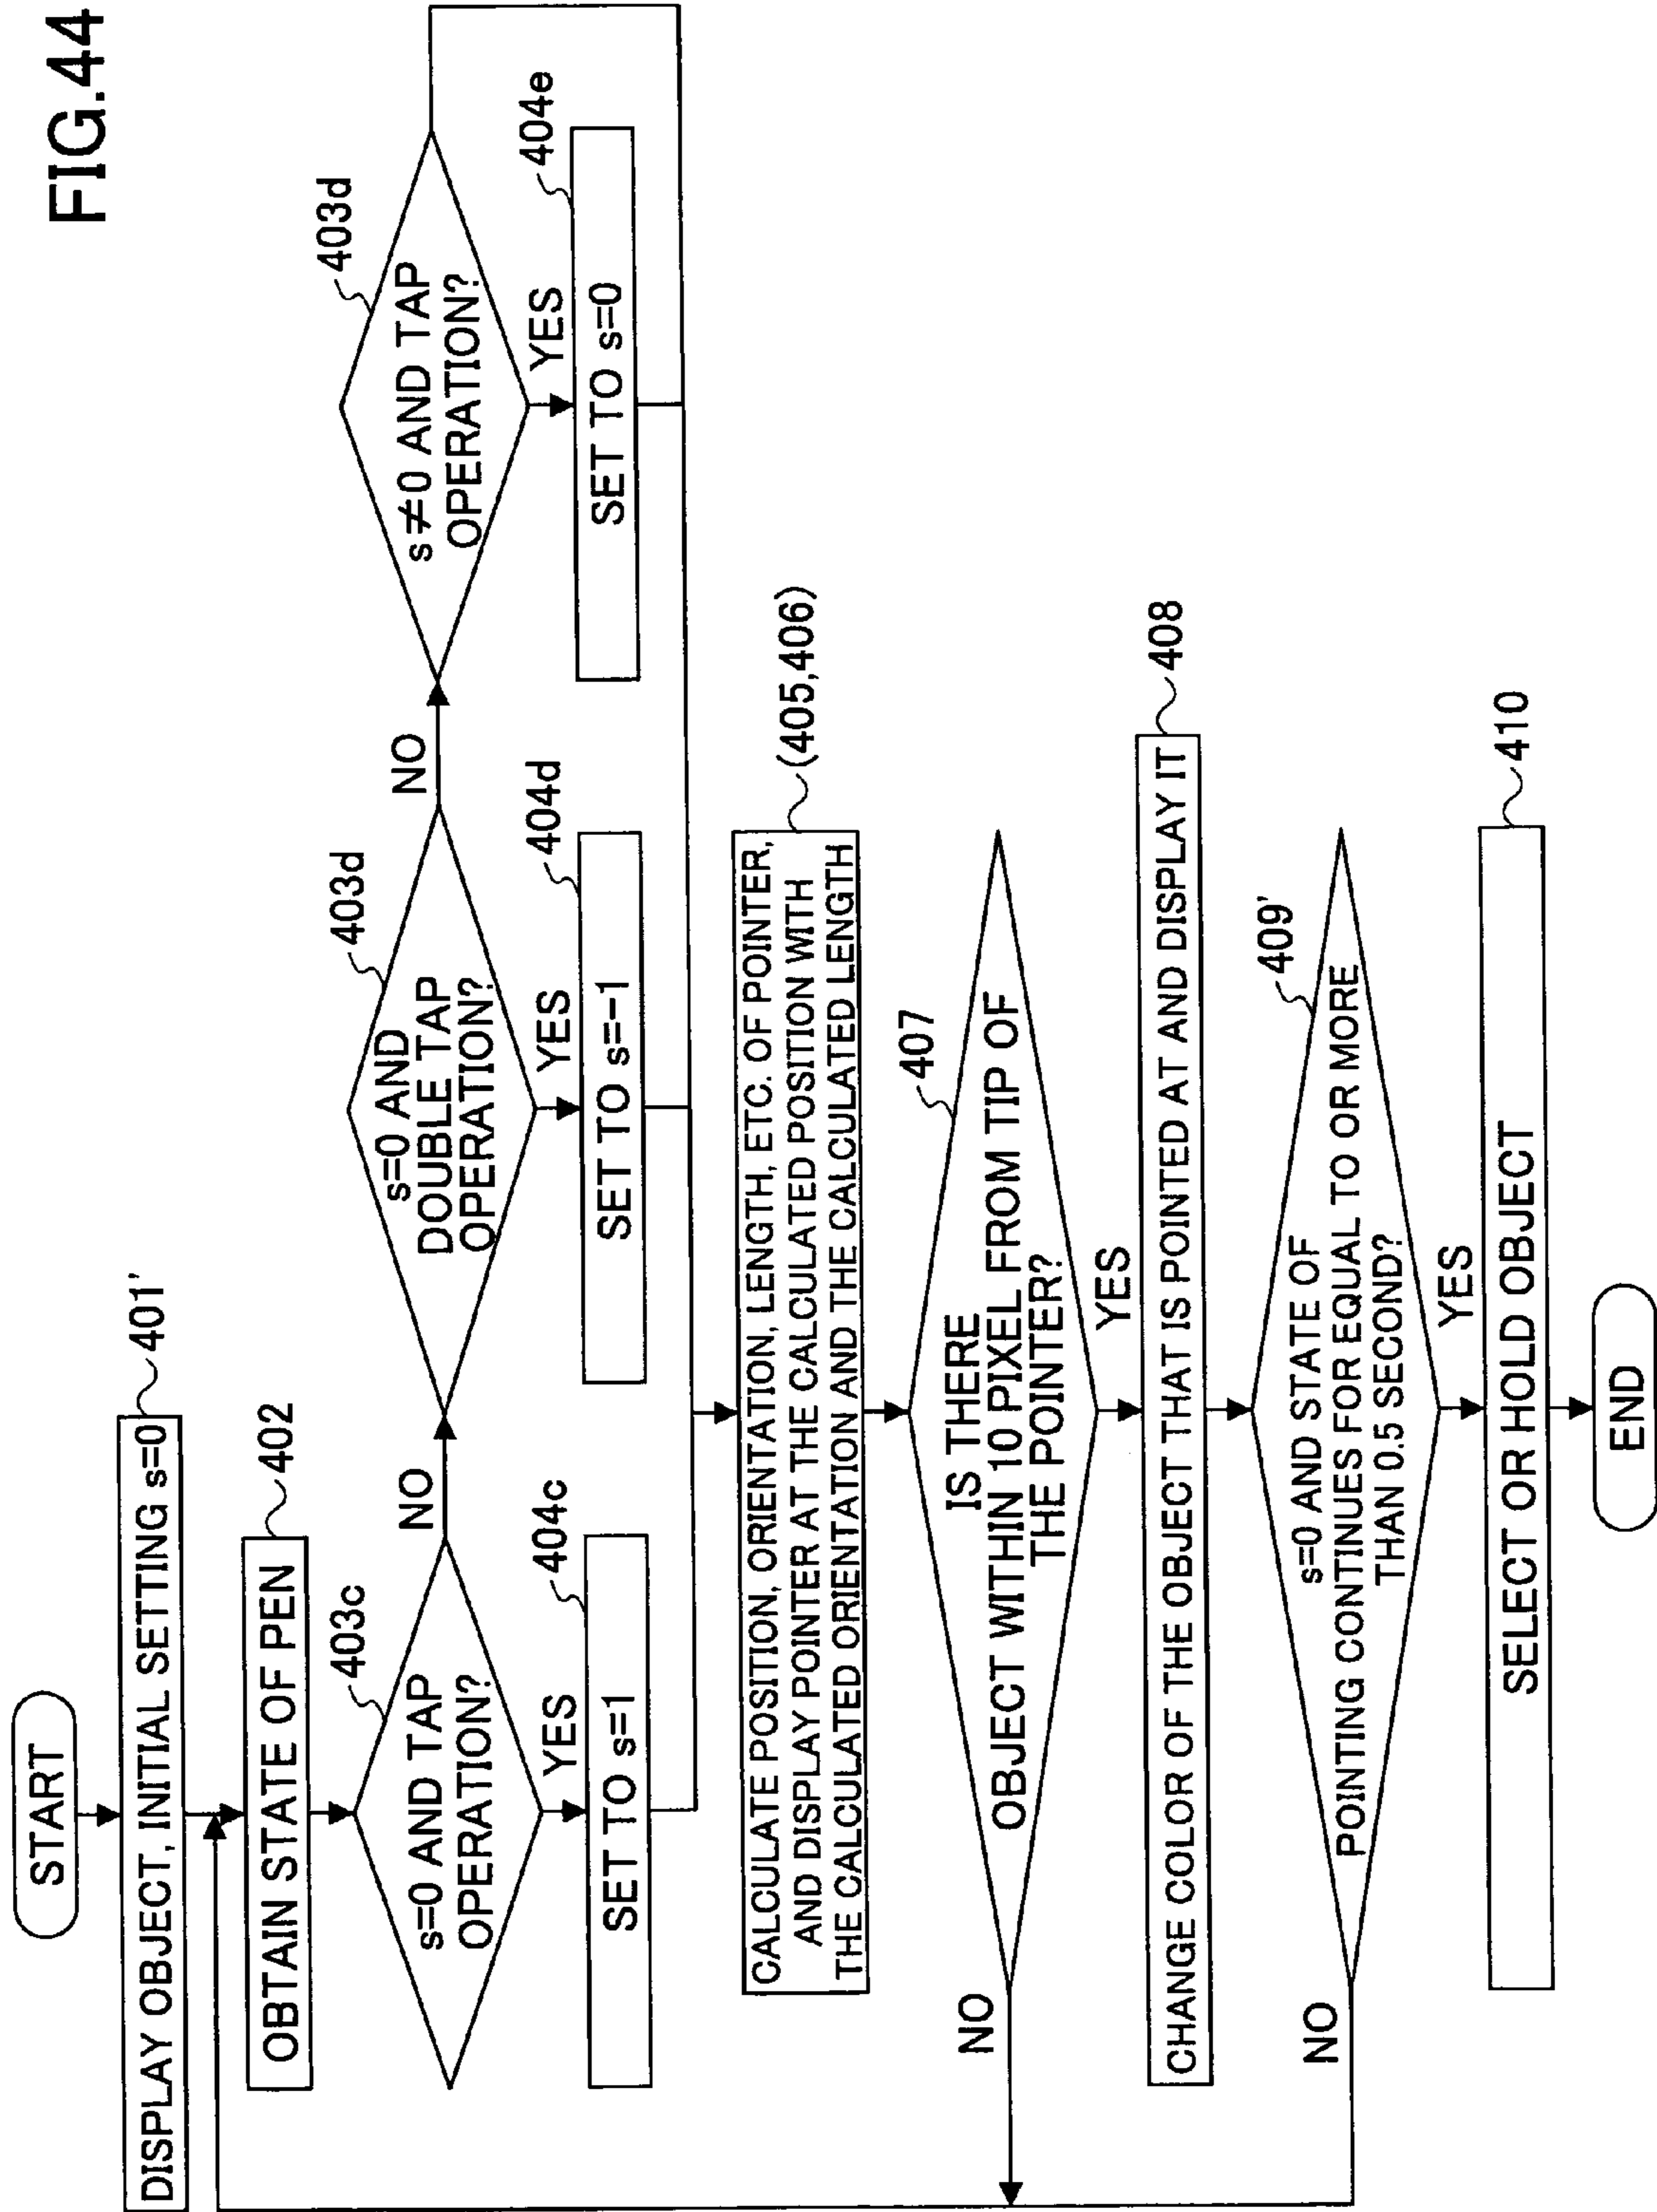 FIG.44
START
DISPLAY OBJECT, INITIAL SETTING s=0
401'
OBTAIN STATE OF PEN
402
s=0 AND TAP
OPERATION?
403c
NO
YES
SET TO s=1
404c
s=0 AND
DOUBLE TAP
OPERATION?
403d
NO
YES
SET TO s=-1
404d
s≠0 AND TAP
OPERATION?
403d
YES
SET TO s=0
404e
CALCULATE POSITION, ORIENTATION, LENGTH, ETC. OF POINTER,
AND DISPLAY POINTER AT THE CALCULATED POSITION WITH
THE CALCULATED ORIENTATION AND THE CALCULATED LENGTH
(405,406)
IS THERE
OBJECT WITHIN 10 PIXEL FROM TIP OF
THE POINTER?
407
NO
YES
CHANGE COLOR OF THE OBJECT THAT IS POINTED AT AND DISPLAY IT
408
s=0 AND STATE OF
POINTING CONTINUES FOR EQUAL TO OR MORE
THAN 0.5 SECOND?
409'
NO
YES
SELECT OR HOLD OBJECT
410
END